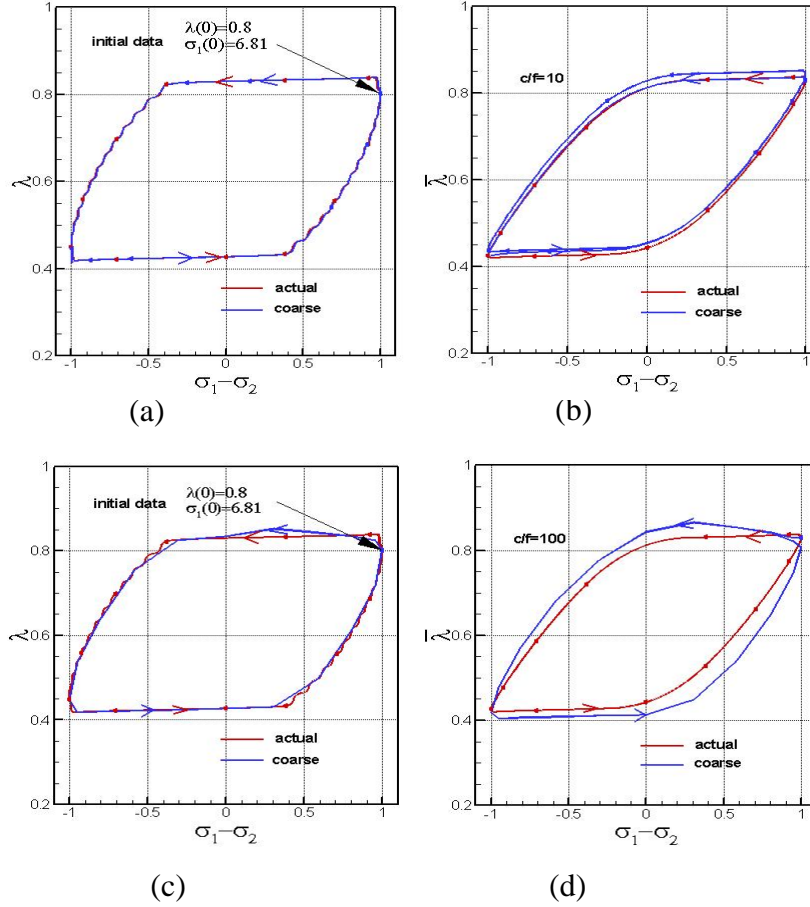 initial data
λ(0)=0.8
σ₁(0)=6.81
1
0.8
0.6
0.4
0.2
λ
-1
-0.5
0
0.5
1
σ₁−σ₂
actual
coarse
(a)
c/f=10
1
0.8
0.6
0.4
0.2
λ̅
-1
-0.5
0
0.5
1
σ₁−σ₂
actual
coarse
(b)
initial data
λ(0)=0.8
σ₁(0)=6.81
1
0.8
0.6
0.4
0.2
λ
-1
-0.5
0
0.5
1
σ₁−σ₂
actual
coarse
(c)
c/f=100
1
0.8
0.6
0.4
0.2
λ̅
-1
-0.5
0
0.5
1
σ₁−σ₂
actual
coarse
(d)